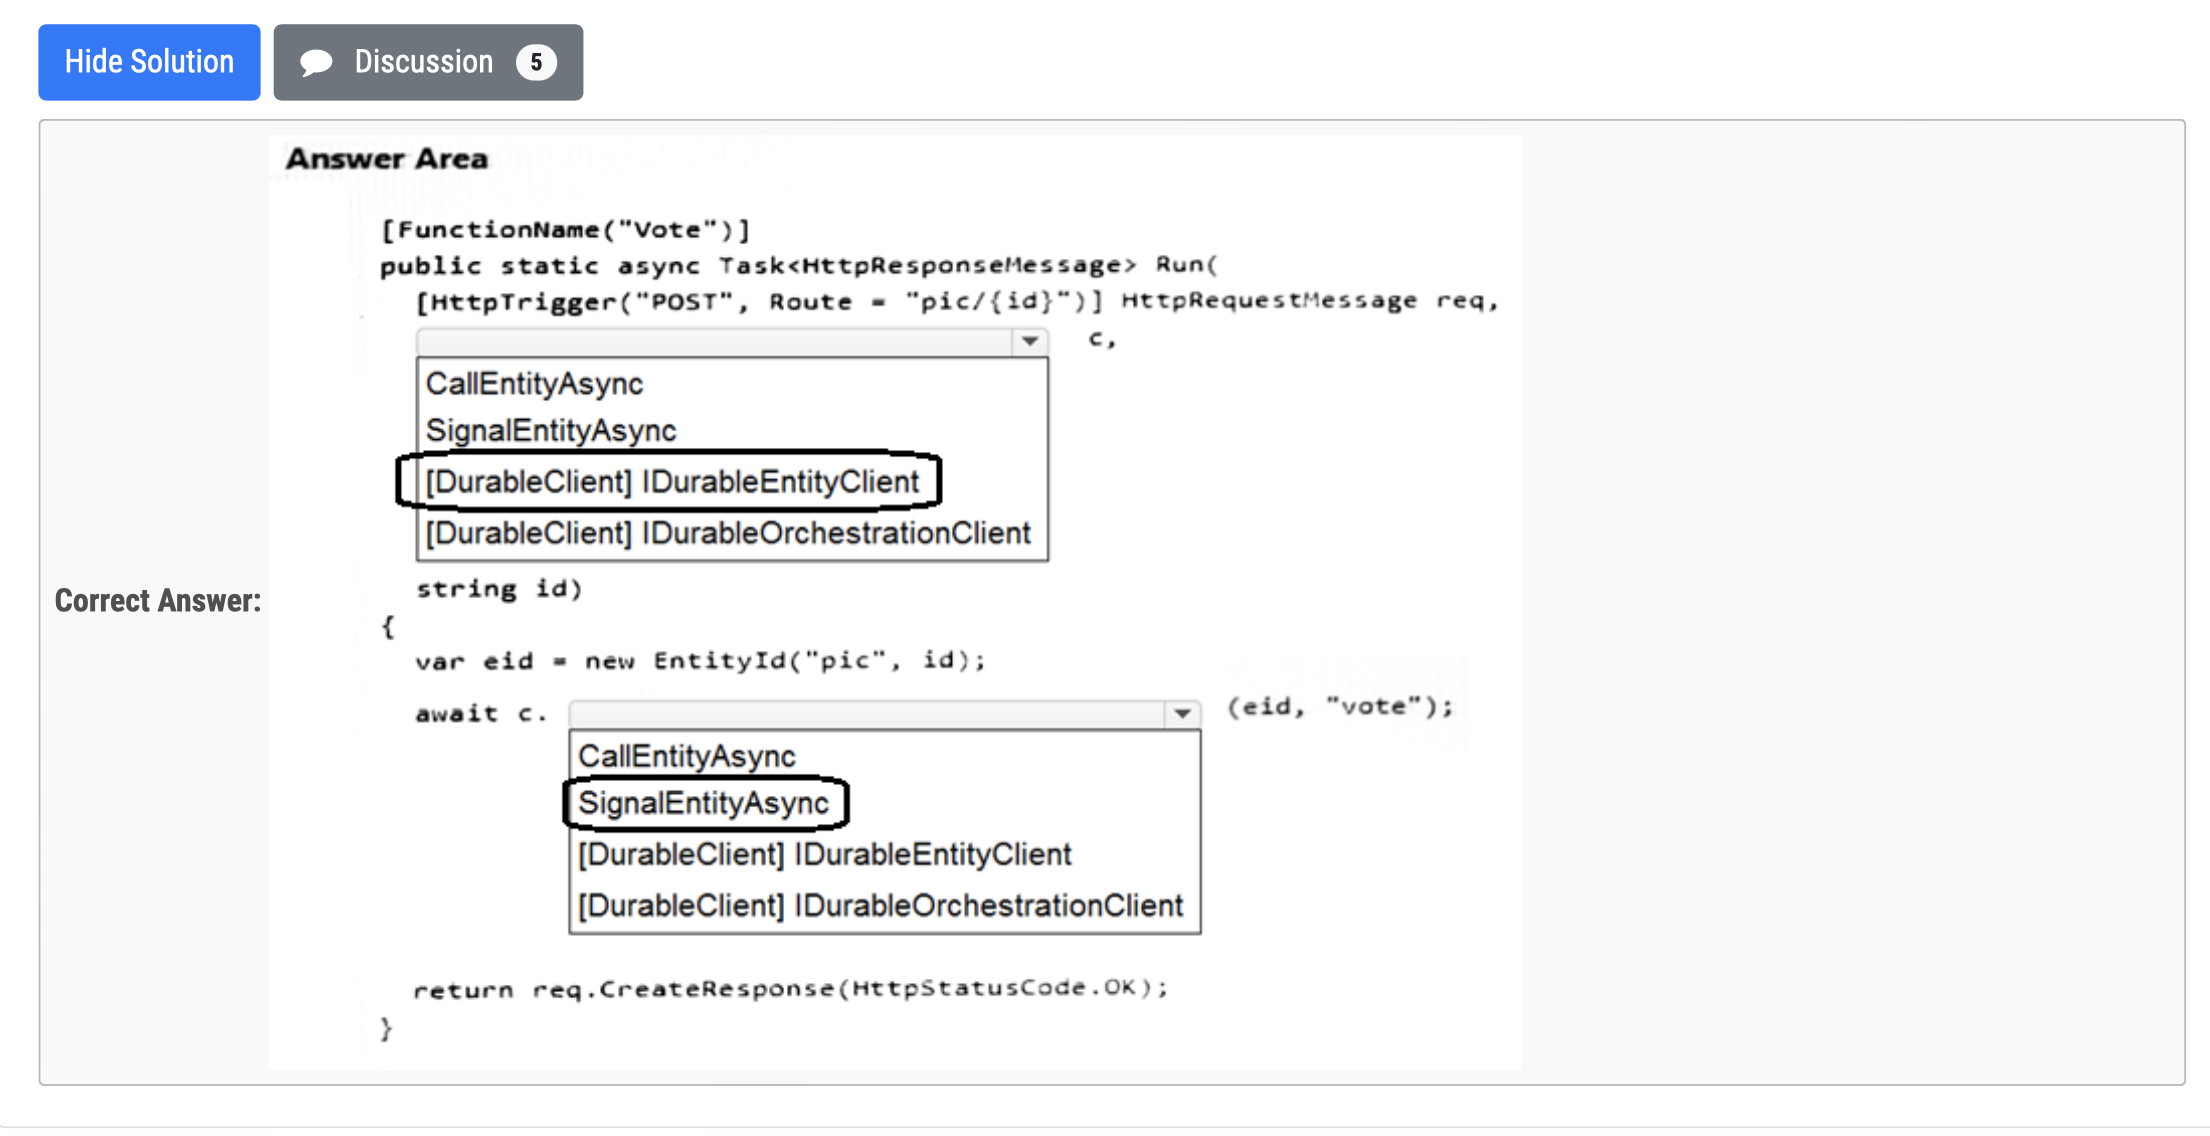 Hide Solution
Discussion 5
Answer Area
[FunctionName("Vote")]
public static async Task<HttpResponseMessage> Run(
[HttpTrigger("POST", Route = "pic/{id}")] HttpRequestMessage req,
c,
CallEntityAsync
SignalEntityAsync
[DurableClient] IDurableEntityClient
[DurableClient] IDurableOrchestrationClient
string id)
Correct Answer:
{
var eid = new EntityId("pic", id);
await c. (eid, "vote");
CallEntityAsync
SignalEntityAsync
[DurableClient] IDurableEntityClient
[DurableClient] IDurableOrchestrationClient
return req.CreateResponse(HttpStatusCode.OK);
}